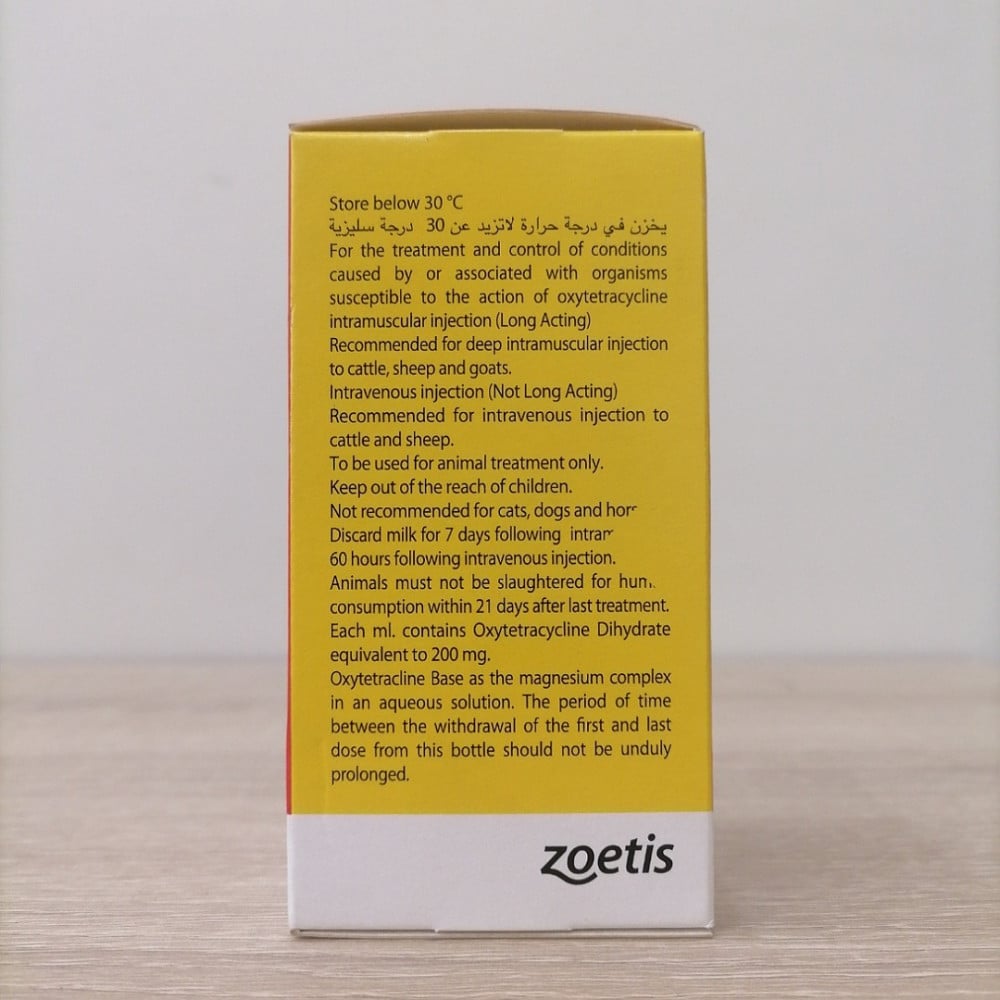 Store below 30 °C
يخزن في درجة حرارة لاتزيد عن 30 درجة سليزية
For the treatment and control of conditions
caused by or associated with organisms
susceptible to the action of oxytetracycline
intramuscular injection (Long Acting)
Recommended for deep intramuscular injection
to cattle, sheep and goats.
Intravenous injection (Not Long Acting)
Recommended for intravenous injection to
cattle and sheep.
To be used for animal treatment only.
Keep out of the reach of children.
Not recommended for cats, dogs and
Discard milk for 7 days following
60 hours following intravenous injection.
Animals must not be slaughtered for
consumption within 21 days after last treatment.
Each ml. contains Oxytetracycline Dihydrate
equivalent to 200 mg.
Oxytetracline Base as the magnesium complex
in an aqueous solution. The period of time
between the withdrawal of the first and last
dose from this bottle should not be unduly
prolonged.
zoetis